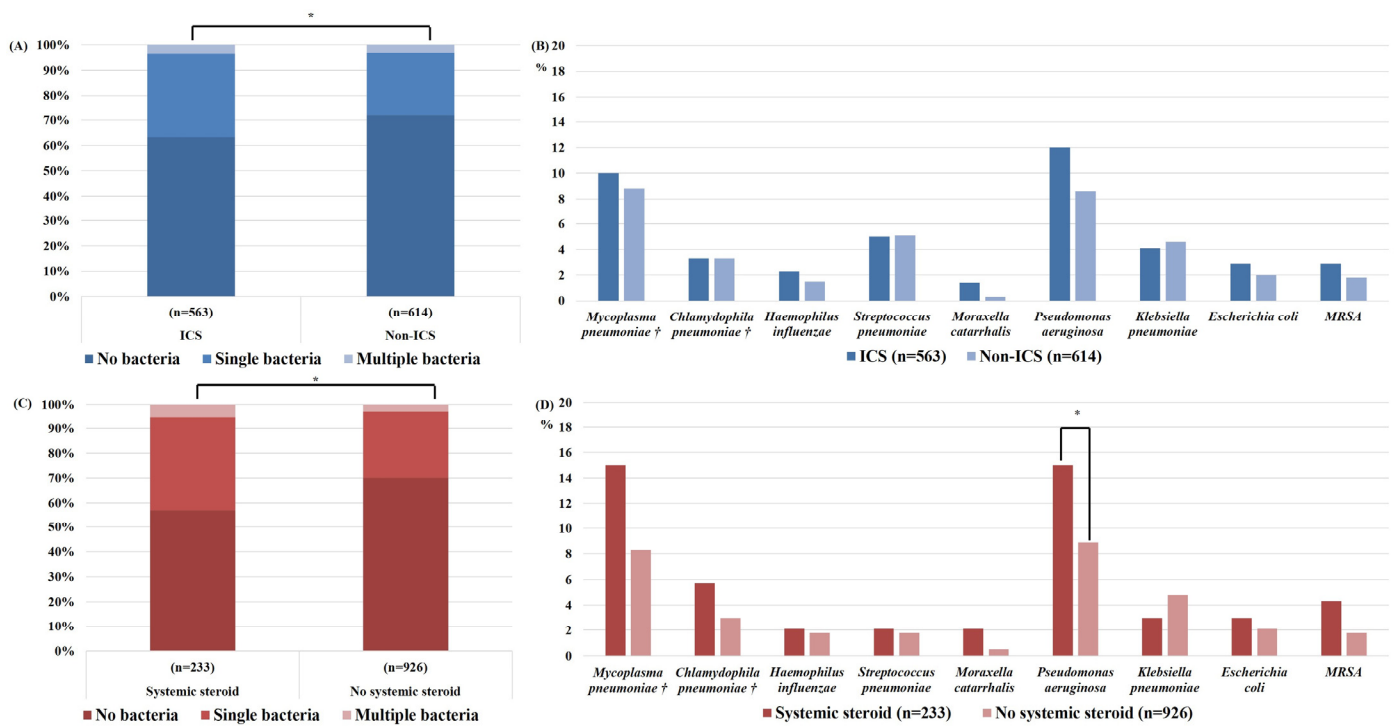 (A)
*
100%
90%
80%
70%
60%
50%
40%
30%
20%
10%
0%
(n=563) (n=614)
ICS Non-ICS
No bacteria Single bacteria Multiple bacteria
(B)
%
20
18
16
14
12
10
8
6
4
2
0
Mycoplasma pneumoniae †
Chlamydophila pneumoniae †
Haemophilus influenzae
Streptococcus pneumoniae
Moraxella catarrhalis
Pseudomonas aeruginosa
Klebsiella pneumoniae
Escherichia coli
MRSA
ICS (n=563) Non-ICS (n=614)
(C)
*
100%
90%
80%
70%
60%
50%
40%
30%
20%
10%
0%
(n=233) (n=926)
Systemic steroid No systemic steroid
No bacteria Single bacteria Multiple bacteria
(D)
%
*
20
18
16
14
12
10
8
6
4
2
0
Mycoplasma pneumoniae †
Chlamydophila pneumoniae †
Haemophilus influenzae
Streptococcus pneumoniae
Moraxella catarrhalis
Pseudomonas aeruginosa
Klebsiella pneumoniae
Escherichia coli
MRSA
Systemic steroid (n=233) No systemic steroid (n=926)